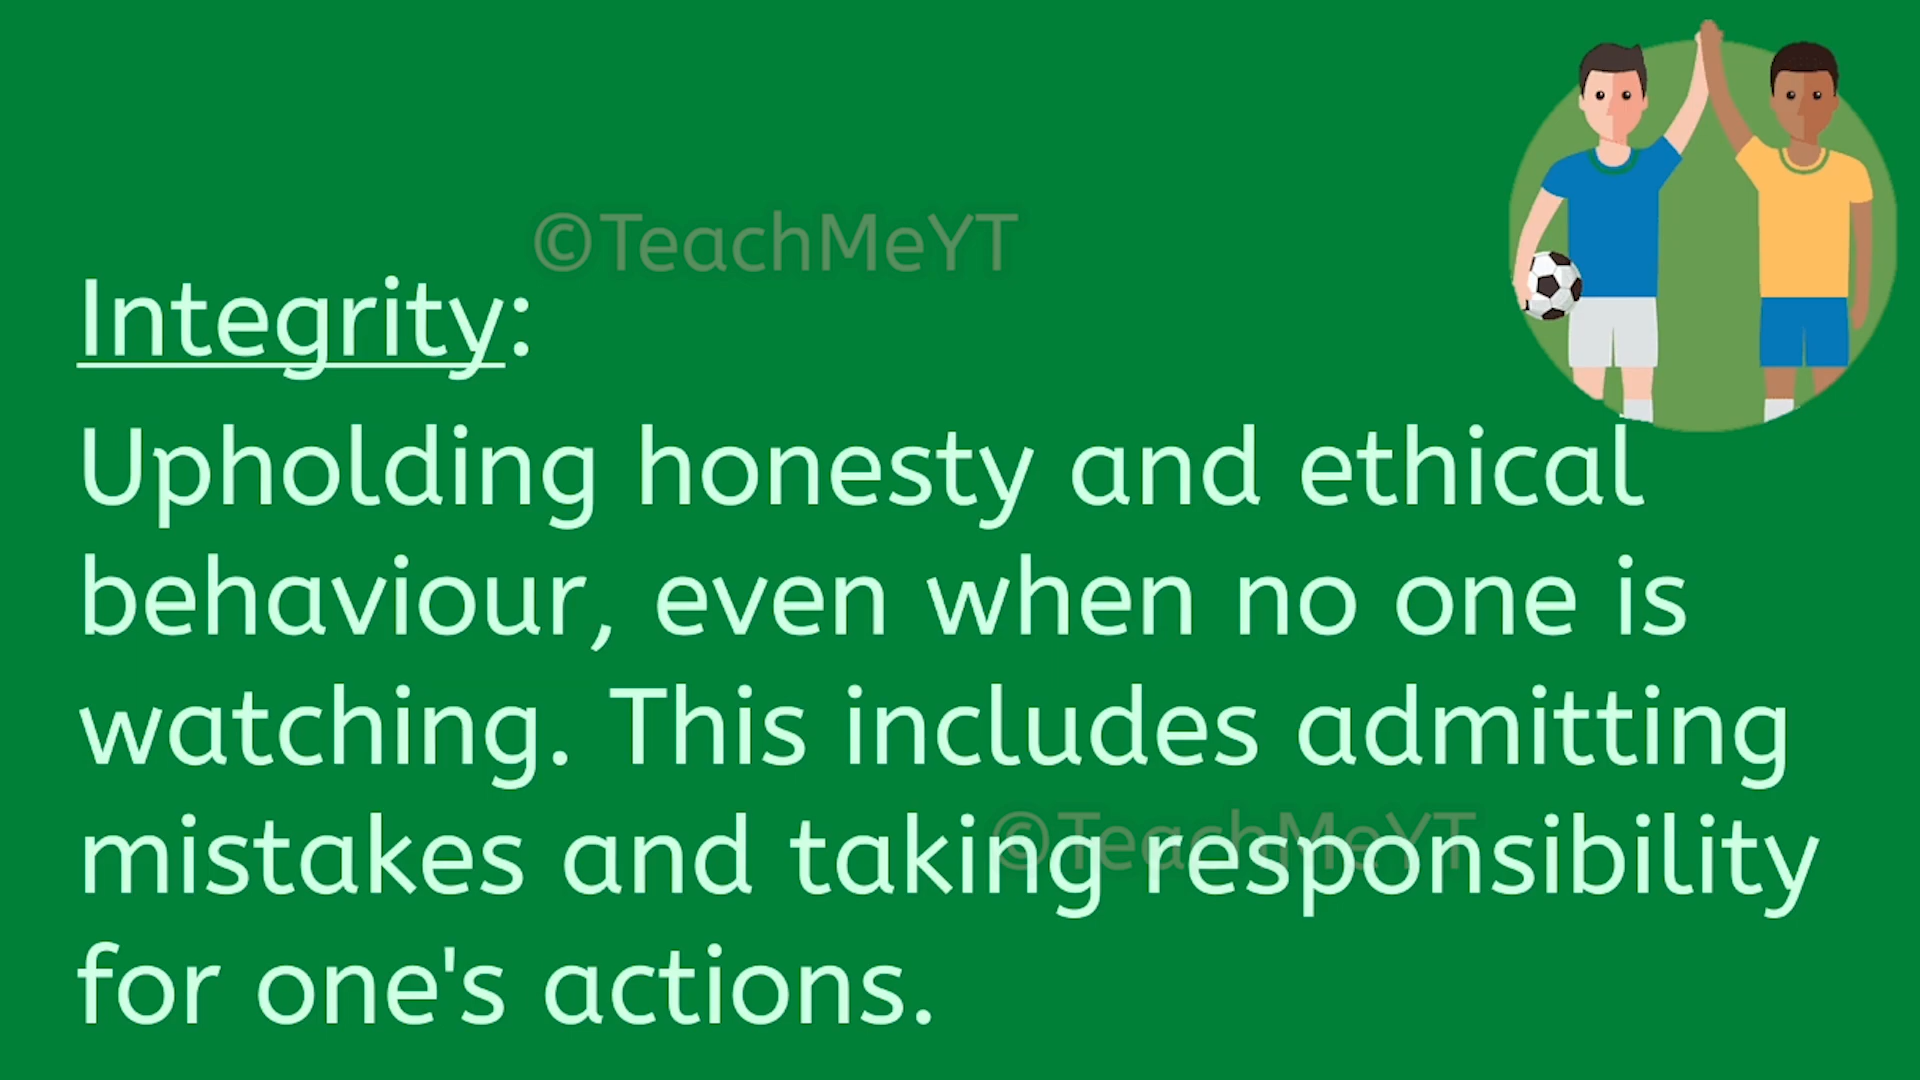 ©TeachMeYT
Integrity:
Upholding honesty and ethical
behaviour, even when no one is
watching. This includes admitting
©TeachMeYT
mistakes and taking responsibility
for one's actions.